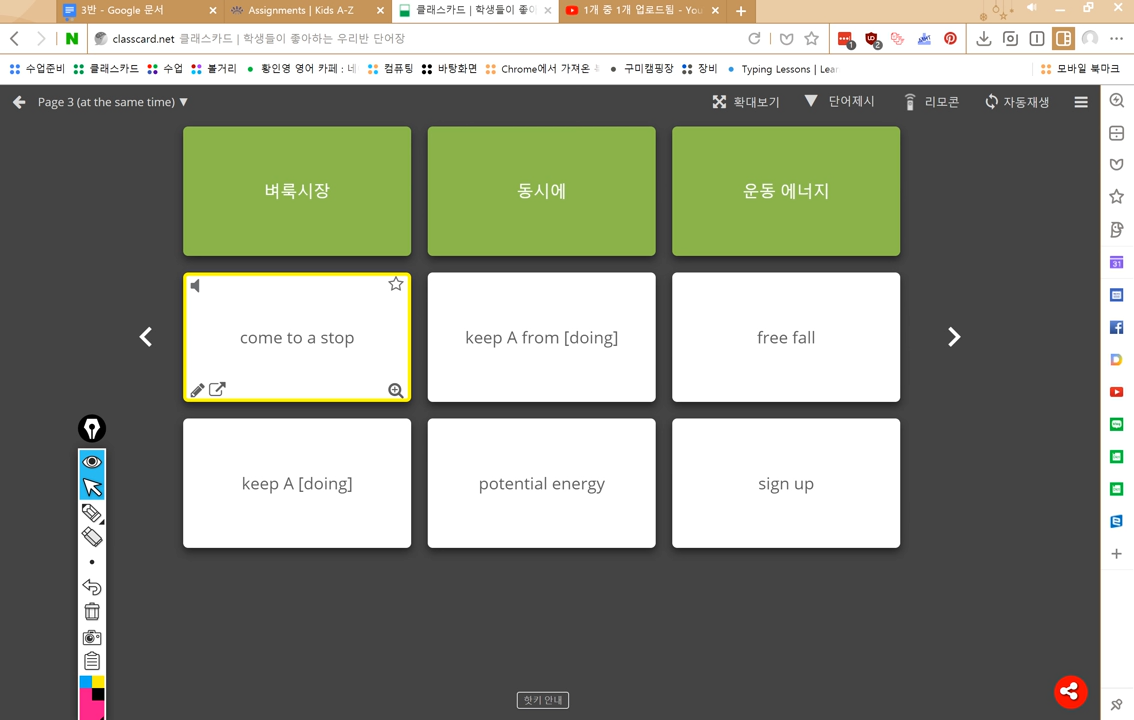 3반 - Google 문서
Assignments | Kids A-Z
클래스카드 | 학생들이 좋아
1개 중 1개 업로드됨 - You
N
classcard.net 클래스카드 | 학생들이 좋아하는 우리반 단어장
1
2
수업준비
클래스카드
수업
볼거리
황인영 영어 카페 : 네
컴퓨팅
바탕화면
Chrome에서 가져온
구미캠핑장
장비
Typing Lessons | Lear
모바일 북마크
Page 3 (at the same time) ▼
확대보기
단어제시
리모콘
자동재생
벼룩시장
동시에
운동 에너지
come to a stop
keep A from [doing]
free fall
keep A [doing]
potential energy
sign up
핫키 안내
31